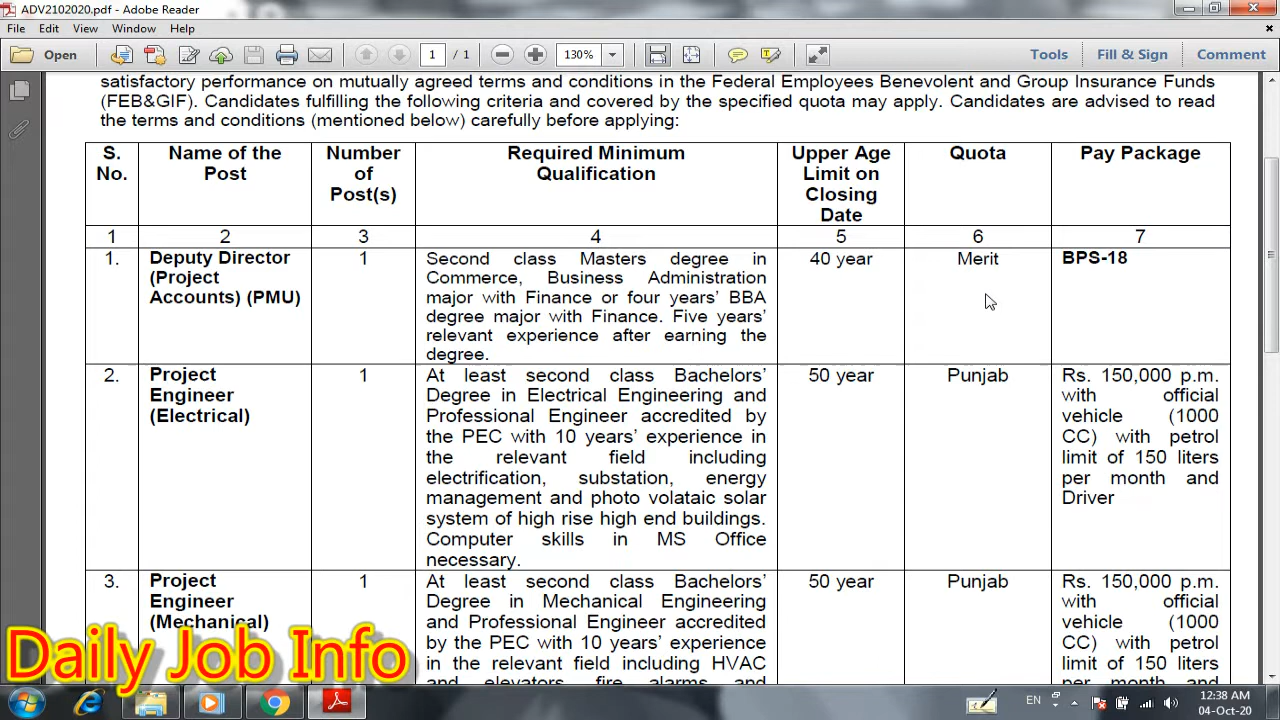 ADV2102020.pdf - Adobe Reader
File Edit View Window Help
Open 1 / 1 130% Tools Fill & Sign Comment
satisfactory performance on mutually agreed terms and conditions in the Federal Employees Benevolent and Group Insurance Funds
(FEB&GIF). Candidates fulfilling the following criteria and covered by the specified quota may apply. Candidates are advised to read
the terms and conditions (mentioned below) carefully before applying:
S. No.
Name of the Post
Number of Post(s)
Required Minimum Qualification
Upper Age Limit on Closing Date
Quota
Pay Package
1 2 3 4 5 6 7
1.
Deputy Director
(Project
Accounts) (PMU)
1
Second class Masters degree in
Commerce, Business Administration
major with Finance or four years' BBA
degree major with Finance. Five years'
relevant experience after earning the
degree.
40 year
Merit
BPS-18
2.
Project
Engineer
(Electrical)
1
At least second class Bachelors'
Degree in Electrical Engineering and
Professional Engineer accredited by
the PEC with 10 years' experience in
the relevant field including
electrification, substation, energy
management and photo volataic solar
system of high rise high end buildings.
Computer skills in MS Office
necessary.
50 year
Punjab
Rs. 150,000 p.m.
with official
vehicle (1000
CC) with petrol
limit of 150 liters
per month and
Driver
3.
Project
Engineer
(Mechanical)
1
At least second class Bachelors'
Degree in Mechanical Engineering
and Professional Engineer accredited
by the PEC with 10 years' experience
in the relevant field including HVAC
and elevators, fire alarms and
50 year
Punjab
Rs. 150,000 p.m.
with official
vehicle (1000
CC) with petrol
limit of 150 liters
per month and
Daily Job Info
EN
12:38 AM
04-Oct-20